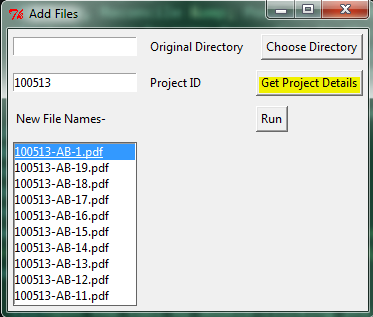 Add Files
Original Directory Choose Directory
100513 Project ID Get Project Details
New File Names- Run
100513-AB-1.pdf
100513-AB-19.pdf
100513-AB-18.pdf
100513-AB-17.pdf
100513-AB-16.pdf
100513-AB-15.pdf
100513-AB-14.pdf
100513-AB-13.pdf
100513-AB-12.pdf
100513-AB-11.pdf